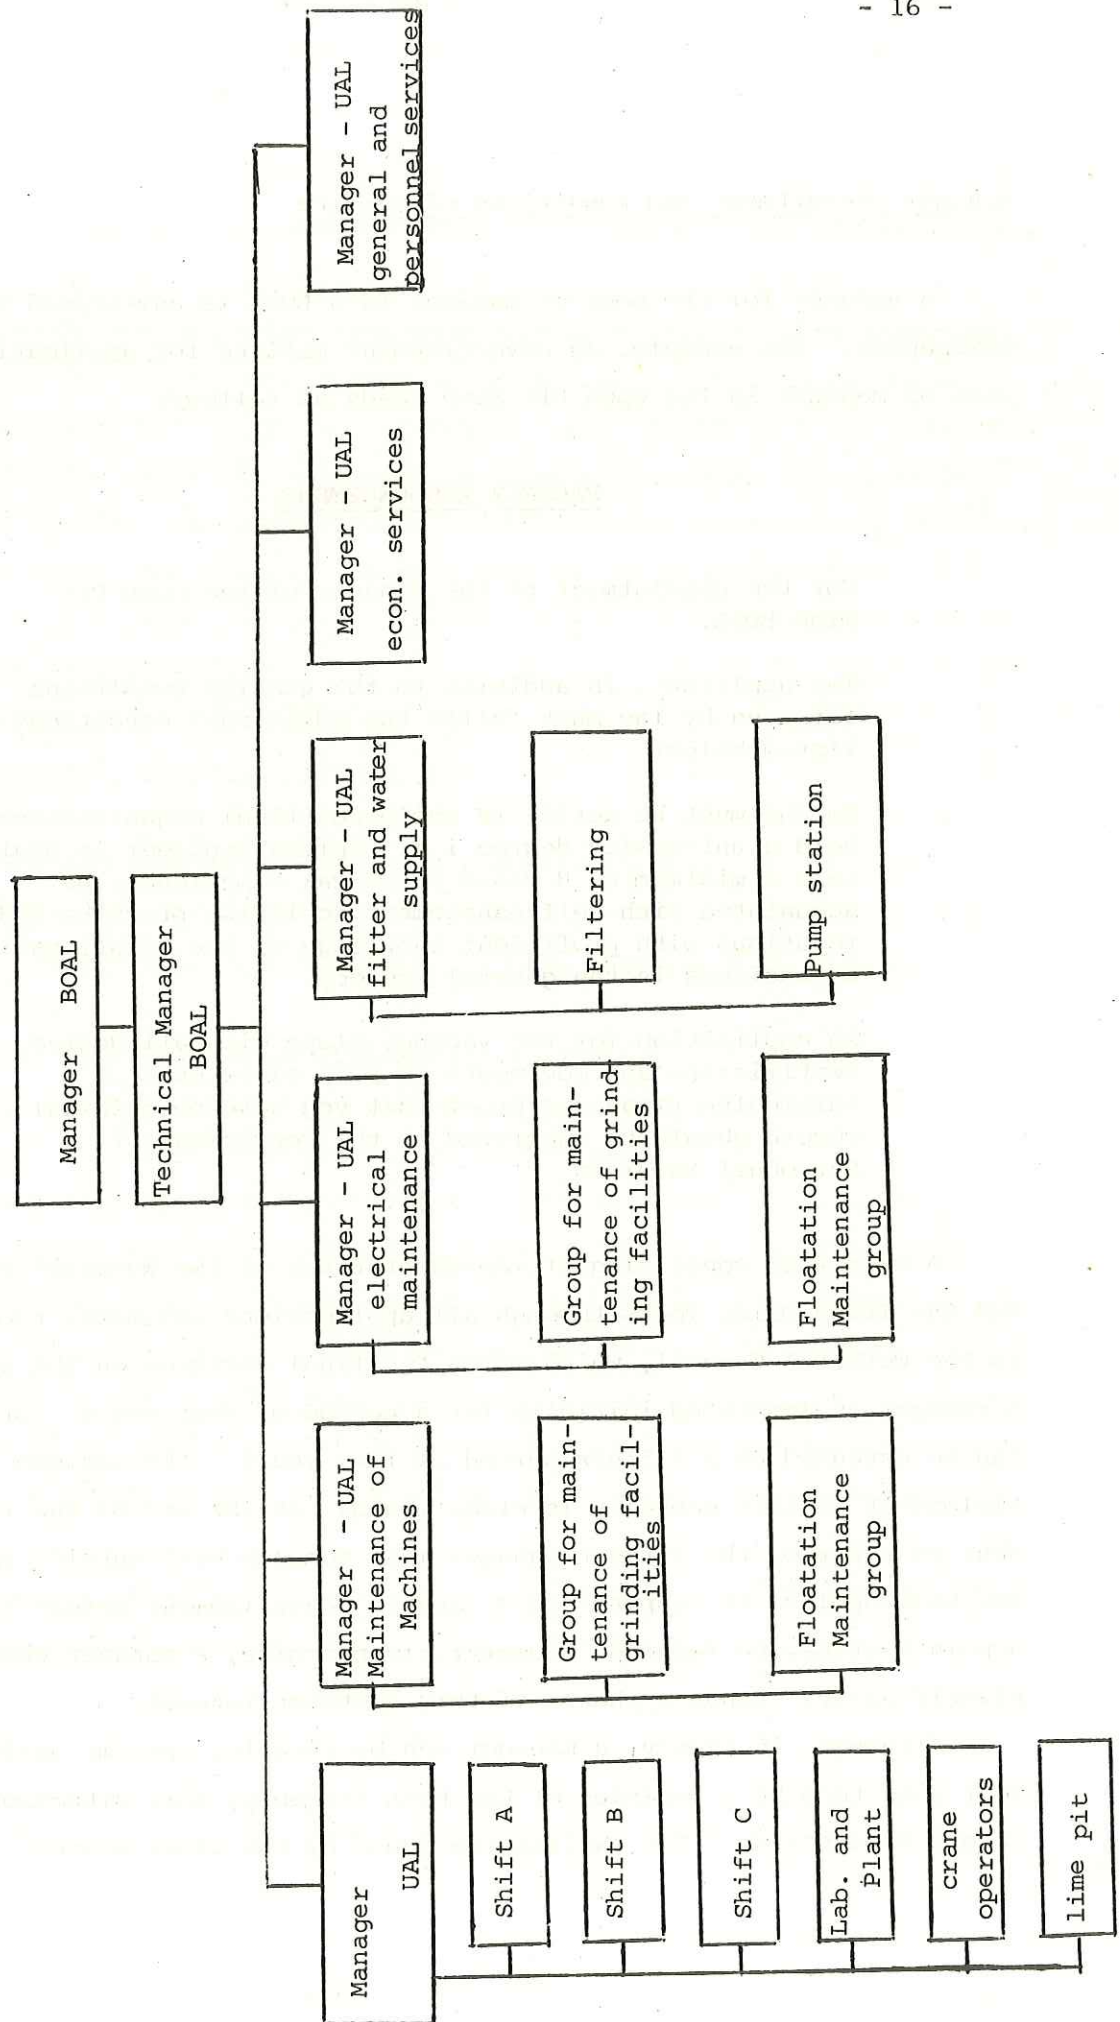 - 16 -
Manager BOAL
Technical Manager
BOAL
Manager
UAL
Shift A
Shift B
Shift C
Lab. and
Plant
crane
operators
lime pit
Manager - UAL
Maintenance of
Machines
Group for main-
tenance of
grinding facil-
ities
Floatation
Maintenance
group
Manager - UAL
electrical
maintenance
Group for main-
tenance of grind-
ing facilities
Floatation
Maintenance
group
Manager - UAL
fitter and water
supply
Filtering
Pump station
Manager - UAL
econ. services
Manager - UAL
general and
personnel services